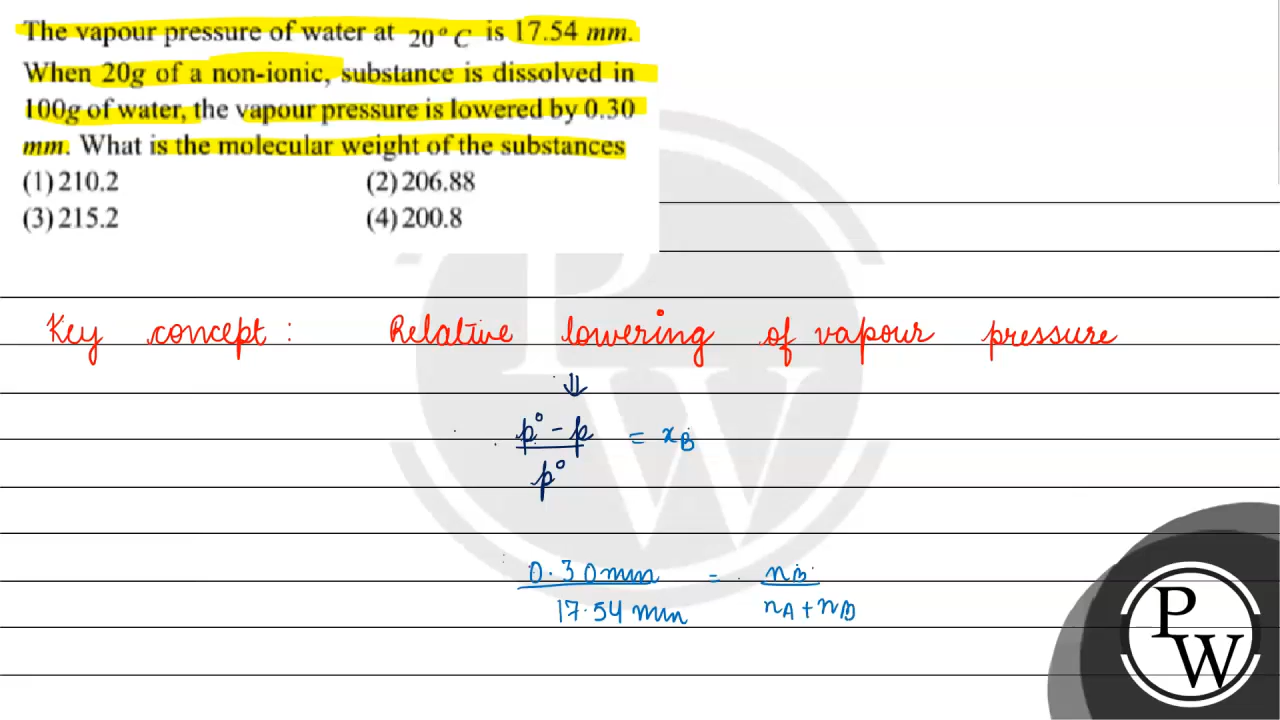 The vapour pressure of water at 20° C is 17.54 mm.
When 20g of a non-ionic, substance is dissolved in
100g of water, the vapour pressure is lowered by 0.30
mm. What is the molecular weight of the substances
(1) 210.2 (2) 206.88
(3) 215.2 (4) 200.8
Key concept: Relative lowering of vapour pressure
⇓
p° - p
= xB
p°
0.30 mm = nB
17.54 mm nA + nB
PW
PW